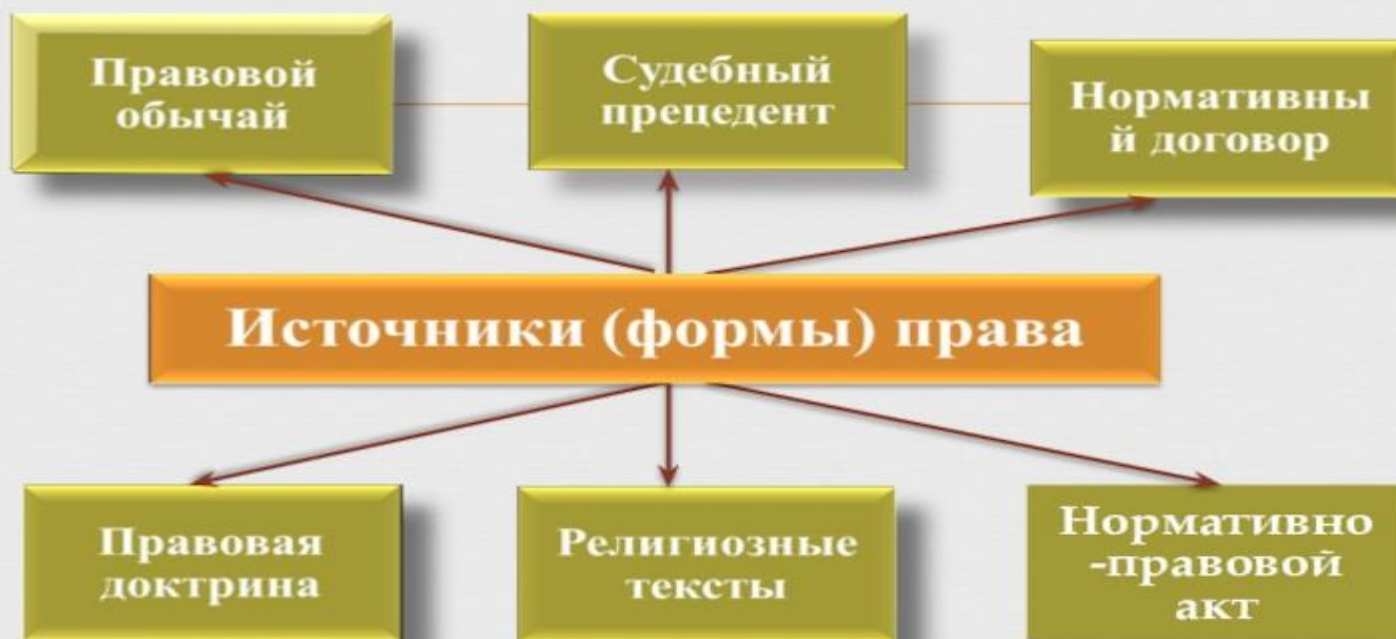 Правовой
обычай
Судебный
прецедент
Нормативны
й договор
Источники (формы) права
Правовая
доктрина
Религиозные
тексты
Нормативно
-правовой
акт